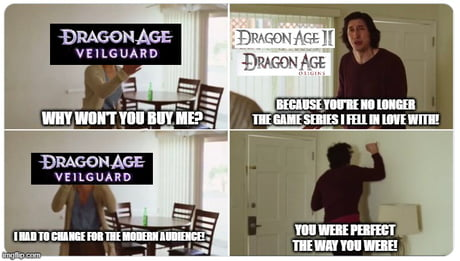 DRAGON AGE
VEILGUARD
WHY WON'T YOU BUY ME?
DRAGON AGE II
DRAGON AGE
ORIGINS
BECAUSE YOU'RE NO LONGER
THE GAME SERIES I FELL IN LOVE WITH!
DRAGON AGE
VEILGUARD
I HAD TO CHANGE FOR THE MODERN AUDIENCE!
YOU WERE PERFECT
THE WAY YOU WERE!
imgflip.com